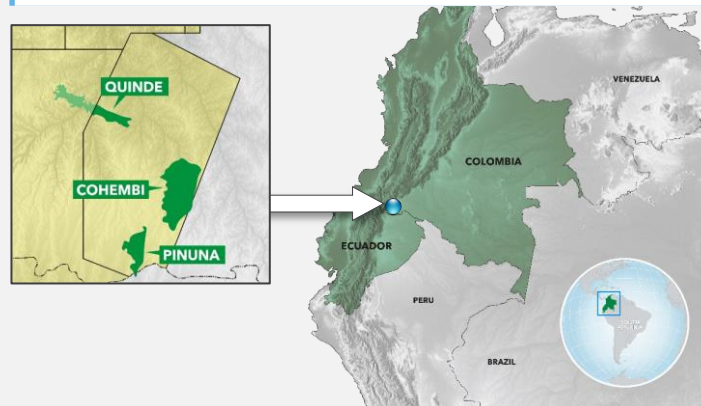 QUINDE
COHEMBI
PINUNA
VENEZUELA
COLOMBIA
ECUADOR
PERU
BRAZIL